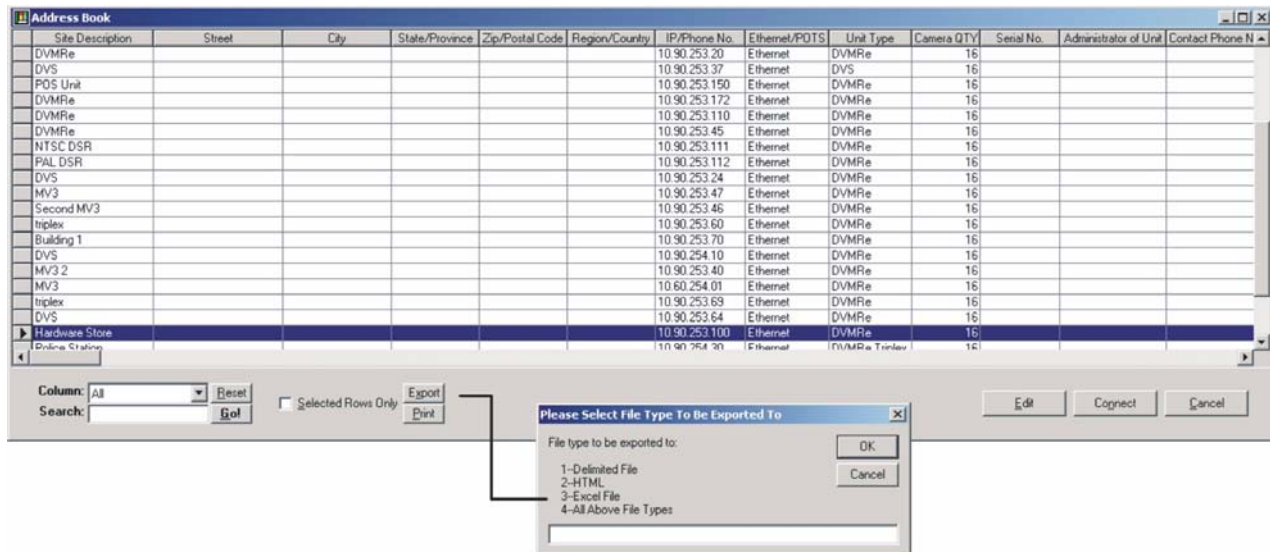 Address Book
Site Description Street City State/Province Zip/Postal Code Region/Country IP/Phone No. Ethernet/POTS Unit Type Camera QTY Serial No. Administrator of Unit Contact Phone N
DVMRe 10.90.253.20 Ethernet DVMRe 16
DVS 10.90.253.37 Ethernet DVS 16
POS Unit 10.90.253.150 Ethernet DVMRe 16
DVMRe 10.90.253.172 Ethernet DVMRe 16
DVMRe 10.90.253.110 Ethernet DVMRe 16
DVMRe 10.90.253.45 Ethernet DVMRe 16
NTSC DSR 10.90.253.111 Ethernet DVMRe 16
PAL DSR 10.90.253.112 Ethernet DVMRe 16
DVS 10.90.253.24 Ethernet DVMRe 16
MV3 10.90.253.47 Ethernet DVMRe 16
Second MV3 10.90.253.46 Ethernet DVMRe 16
triplex 10.90.253.60 Ethernet DVMRe 16
Building 1 10.90.253.70 Ethernet DVMRe 16
DVS 10.90.254.10 Ethernet DVMRe 16
MV3 2 10.90.253.40 Ethernet DVMRe 16
MV3 10.60.254.01 Ethernet DVMRe 16
triplex 10.90.253.69 Ethernet DVMRe 16
DVS 10.90.253.64 Ethernet DVMRe 16
Hardware Store 10.90.253.100 Ethernet DVMRe 16
Police Station 10.90.254.30 Ethernet DVMRe Triplex 16
Column: All Reset
Search: Go!
Selected Rows Only
Export
Print
Edit Connect Cancel
Please Select File Type To Be Exported To
File type to be exported to:
OK
Cancel
1--Delimited File
2--HTML
3--Excel File
4--All Above File Types